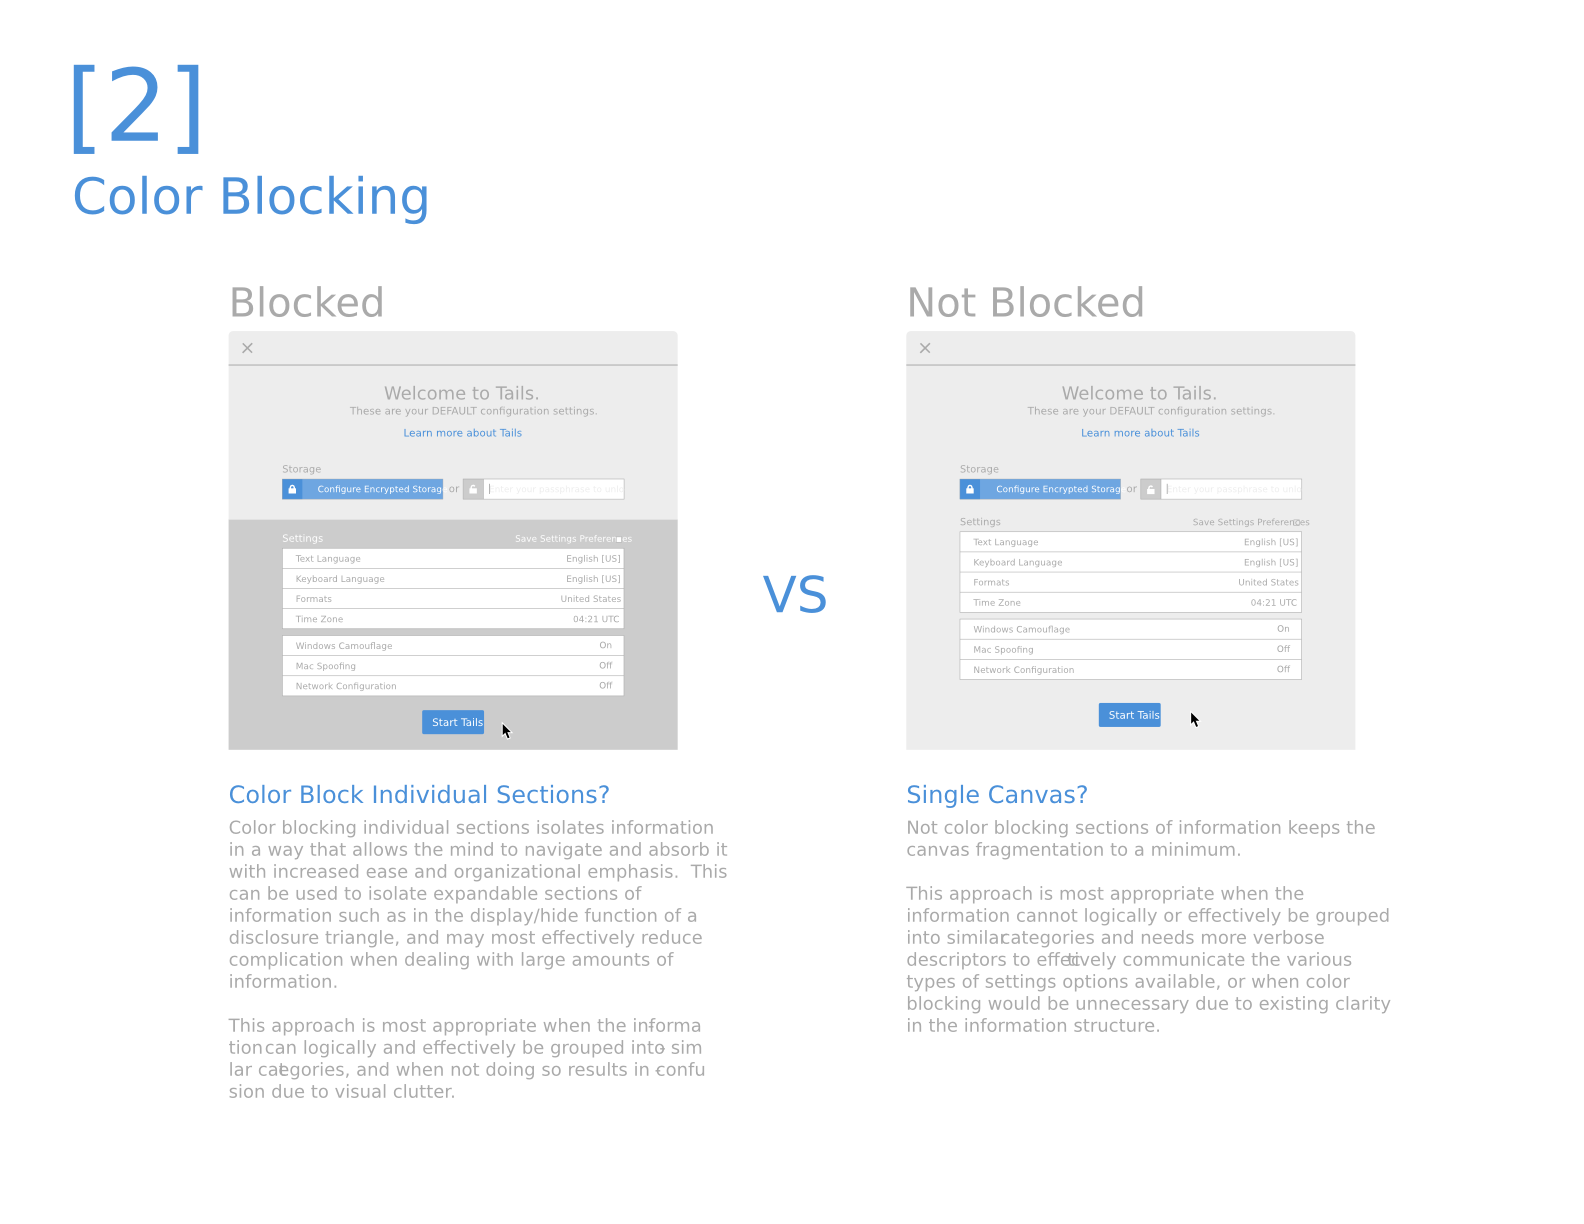 [2]
Color Blocking
Blocked
Welcome to Tails.
These are your DEFAULT configuration settings.
Learn more about Tails
Storage
Configure Encrypted Storag or Enter your passphrase to unlo
Settings Save Settings Preferences
Text Language English [US]
Keyboard Language English [US]
Formats United States
Time Zone 04:21 UTC
Windows Camouflage On
Mac Spoofing Off
Network Configuration Off
Start Tails
VS
Not Blocked
Welcome to Tails.
These are your DEFAULT configuration settings.
Learn more about Tails
Storage
Configure Encrypted Storag or Enter your passphrase to unlo
Settings Save Settings Preferences
Text Language English [US]
Keyboard Language English [US]
Formats United States
Time Zone 04:21 UTC
Windows Camouflage On
Mac Spoofing Off
Network Configuration Off
Start Tails
Color Block Individual Sections?
Color blocking individual sections isolates information
in a way that allows the mind to navigate and absorb it
with increased ease and organizational emphasis.  This
can be used to isolate expandable sections of
information such as in the display/hide function of a
disclosure triangle, and may most effectively reduce
complication when dealing with large amounts of
information.
This approach is most appropriate when the informa-
tion can logically and effectively be grouped into sim-
lar categories, and when not doing so results in confu-
sion due to visual clutter.
Single Canvas?
Not color blocking sections of information keeps the
canvas fragmentation to a minimum.
This approach is most appropriate when the
information cannot logically or effectively be grouped
into similar categories and needs more verbose
descriptors to effectively communicate the various
types of settings options available, or when color
blocking would be unnecessary due to existing clarity
in the information structure.